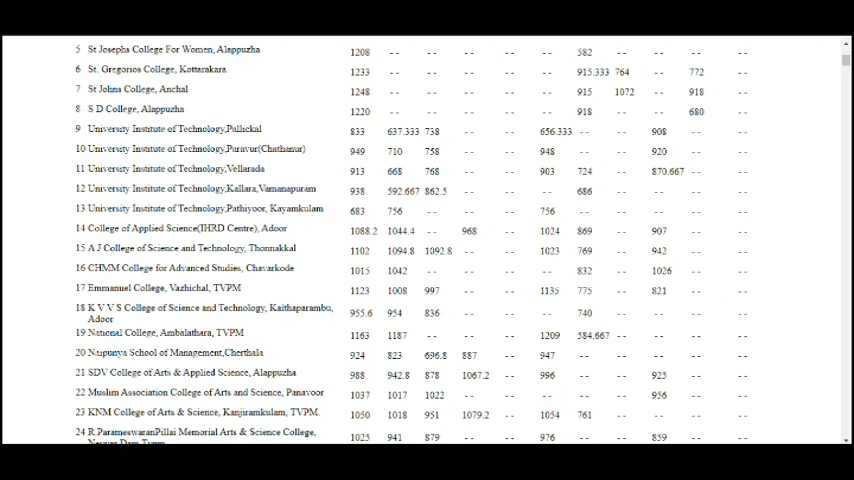 5 St Josephs College For Women, Alappuzha 1208 -- -- -- -- -- 582 -- -- -- --
6 St. Gregorios College, Kottarakara 1233 -- -- -- -- -- 915.333 764 -- 772 --
7 St Johns College, Anchal 1248 -- -- -- -- -- 915 1072 -- 918 --
8 S D College, Alappuzha 1220 -- -- -- -- -- 918 -- -- 680 --
9 University Institute of Technology,Pallickal 833 637.333 738 -- -- 656.333 -- -- 908 -- --
10 University Institute of Technology,Paravur(Chathanur) 949 710 758 -- -- 948 -- -- 920 -- --
11 University Institute of Technology,Vellarada 913 668 768 -- -- 903 724 -- 870.667 -- --
12 University Institute of Technology,Kallara,Vamanapuram 938 592.667 862.5 -- -- -- 686 -- -- -- --
13 University Institute of Technology,Pathiyoor, Kayamkulam 683 756 -- -- -- 756 -- -- -- -- --
14 College of Applied Science(IHRD Centre), Adoor 1088.2 1044.4 -- 968 -- 1024 869 -- 907 -- --
15 A J College of Science and Technology, Thonnakkal 1102 1094.8 1092.8 -- -- 1023 769 -- 942 -- --
16 CHMM College for Advanced Studies, Chavarkode 1015 1042 -- -- -- -- 832 -- 1026 -- --
17 Emmanuel College, Vazhichal, TVPM 1123 1008 997 -- -- 1135 775 -- 821 -- --
18 K V V S College of Science and Technology, Kaithaparambu,
Adoor 955.6 954 836 -- -- -- 740 -- -- -- --
19 National College, Ambalathara, TVPM 1163 1187 -- -- -- 1209 584.667 -- -- -- --
20 Naipunya School of Management,Cherthala 924 823 696.8 887 -- 947 -- -- -- -- --
21 SDV College of Arts & Applied Science, Alappuzha 988 942.8 878 1067.2 -- 996 -- -- 925 -- --
22 Muslim Association College of Arts and Science, Panavoor 1037 1017 1022 -- -- -- -- -- 956 -- --
23 KNM College of Arts & Science, Kanjiramkulam, TVPM. 1050 1018 951 1079.2 -- 1054 761 -- -- -- --
24 R.ParameswaranPillai Memorial Arts & Science College, 1025 941 879 -- -- 976 -- -- 859 -- --